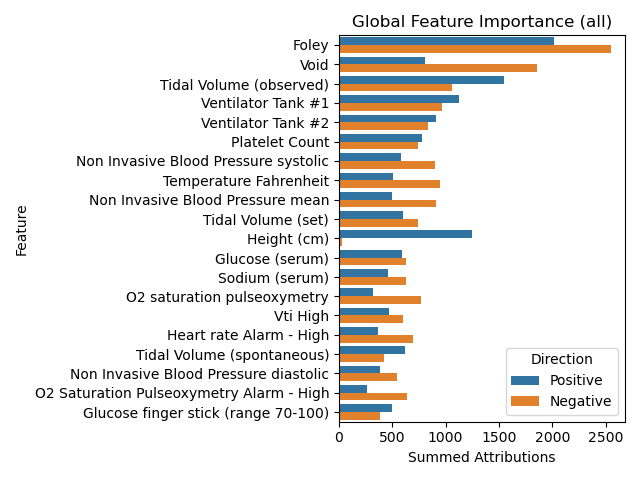 Global Feature Importance (all)
Feature
Foley
Void
Tidal Volume (observed)
Ventilator Tank #1
Ventilator Tank #2
Platelet Count
Non Invasive Blood Pressure systolic
Temperature Fahrenheit
Non Invasive Blood Pressure mean
Tidal Volume (set)
Height (cm)
Glucose (serum)
Sodium (serum)
O2 saturation pulseoxymetry
Vti High
Heart rate Alarm - High
Tidal Volume (spontaneous)
Non Invasive Blood Pressure diastolic
O2 Saturation Pulseoxymetry Alarm - High
Glucose finger stick (range 70-100)
Direction
Positive
Negative
0 500 1000 1500 2000 2500
Summed Attributions